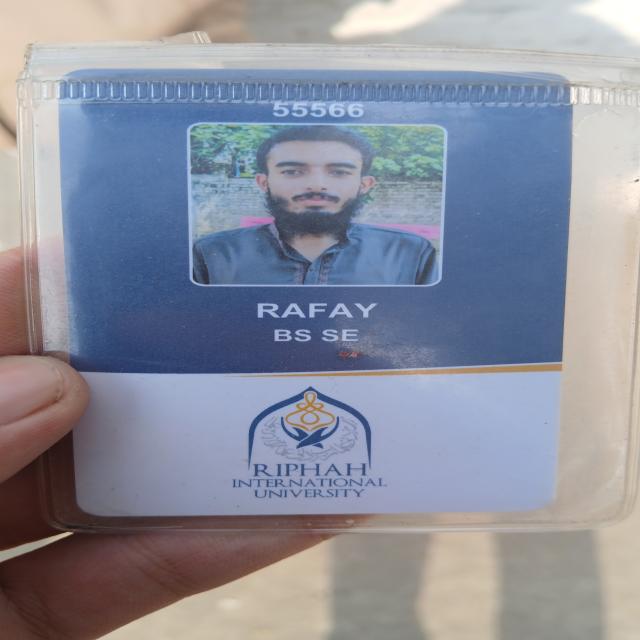 55566
RAFAY
BS SE
RIPHAH
INTERNATIONAL
UNIVERSITY